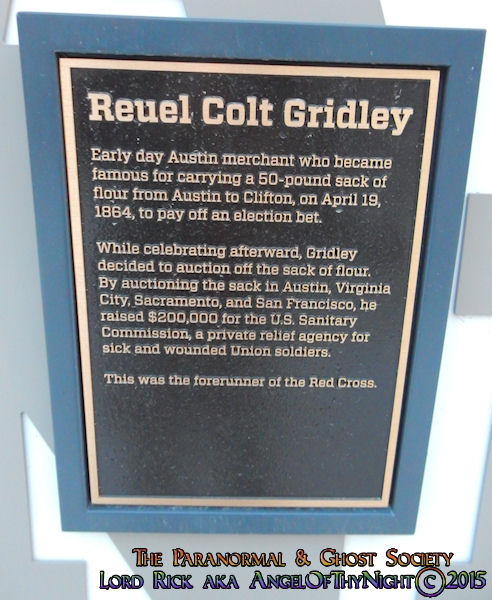 Reuel Colt Gridley
Early day Austin merchant who became
famous for carrying a 50-pound sack of
flour from Austin to Clifton, on April 19,
1864, to pay off an election bet.
While celebrating afterward, Gridley
decided to auction off the sack of flour.
By auctioning the sack in Austin, Virginia
City, Sacramento, and San Francisco, he
raised $200,000 for the U.S. Sanitary
Commission, a private relief agency for
sick and wounded Union soldiers.
This was the forerunner of the Red Cross.
The Paranormal & Ghost Society
Lord Rick aka AngelOfThyNight©2015